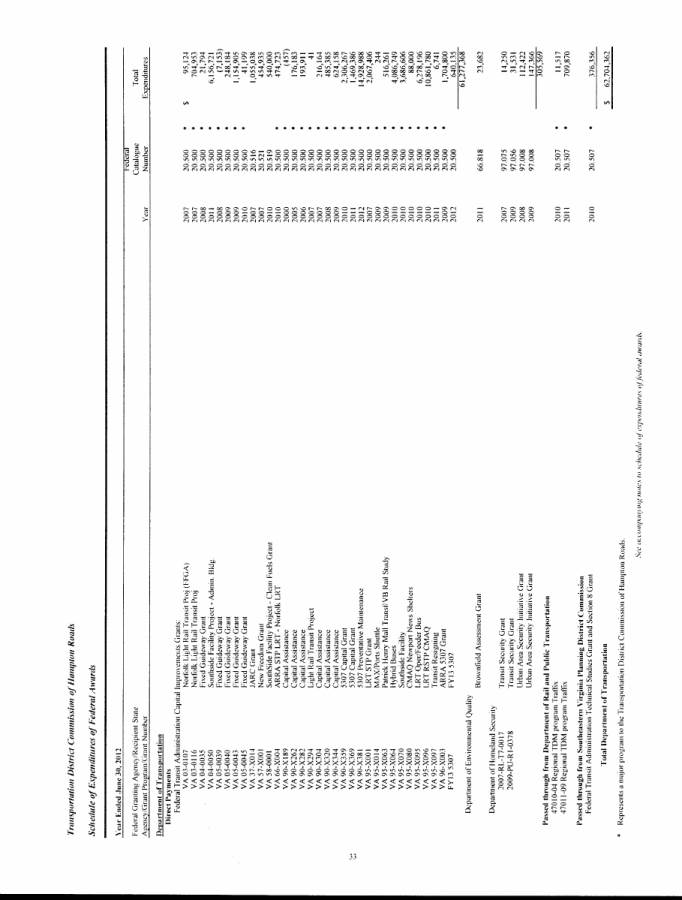 Transportation District Commission of Hampton Roads
Schedule of Expenditures of Federal Awards
Year Ended June 30, 2012
Federal
Federal Granting Agency/Recipient State Catalogue Total
Agency/Grant Program/Grant Number Year Number Expenditures
Department of Transportation
Direct Payments
Federal Transit Administration Capital Improvements Grants:
VA 03-0107 Norfolk Light Rail Transit Proj (FFGA) 2007 20.500 * $ 95,124
VA 03-0116 Norfolk Light Rail Transit Proj 2007 20.500 * 704,953
VA 04-0035 Fixed Guideway Grant 2008 20.500 * 21,794
VA 04-0050 Southside Facility Project - Admin. Bldg. 2011 20.500 * 6,156,721
VA 05-0039 Fixed Guideway Grant 2008 20.500 * (7,153)
VA 05-0040 Fixed Guideway Grant 2009 20.500 * 248,184
VA 05-0043 Fixed Guideway Grant 2009 20.500 * 1,154,905
VA 05-0045 Fixed Guideway Grant 2010 20.500 * 41,199
VA 37-X014 JARC Grant 2007 20.516 1,055,038
VA 57-X001 New Freedom Grant 2007 20.521 454,935
VA 58-0001 SouthSide Facility Project - Clean Fuels Grant 2010 20.519 540,000
VA 66-X004 ARRA STP LRT - Norfolk LRT 2010 20.500 * 474,723
VA 90-X189 Capital Assistance 2000 20.500 * (457)
VA 90-X262 Capital Assistance 2005 20.500 * 176,183
VA 90-X282 Capital Assistance 2006 20.500 * 193,911
VA 90-X294 Light Rail Transit Project 2007 20.500 * 41
VA 90-X304 Capital Assistance 2007 20.500 * 216,164
VA 90-X320 Capital Assistance 2008 20.500 * 485,385
VA 90-X344 Capital Assistance 2009 20.500 * 624,158
VA 90-X359 5307 Capital Grant 2010 20.500 * 2,306,267
VA 90-X369 5307 Capital Grant 2011 20.500 * 1,469,386
VA 90-X381 5307 Preventative Maintenance 2012 20.500 * 14,928,988
VA 95-X001 LRT STP Grant 2007 20.500 * 2,067,406
VA 95-X014 MAX/Ports Shuttle 2009 20.500 * 244
VA 95-X063 Patrick Henry Mall Transit/VB Rail Study 2009 20.500 * 516,261
VA 95-X064 Hybrid Buses 2010 20.500 * 4,086,749
VA 95-X070 Southside Facility 2010 20.500 * 3,686,606
VA 95-X080 CMAQ Newport News Shelters 2010 20.500 * 88,000
VA 95-X095 LRT Oper/Feeder Bus 2010 20.500 * 6,278,196
VA 95-X096 LRT RSTP CMAQ 2010 20.500 * 10,863,780
VA 95-X097 Transit Recapping 2011 20.500 * 6,741
VA 96-X003 ARRA 5307 Grant 2009 20.500 * 1,704,800
FY13 5307 FY13 5307 2012 20.500 640,135
61,277,368
Department of Environmental Quality
Brownfield Assessment Grant 2011 66.818 23,682
Department of Homeland Security
2007-RL-T7-0017 Transit Security Grant 2007 97.075 14,250
2009-PU-R1-0378 Transit Security Grant 2009 97.056 31,531
Urban Area Security Initiative Grant 2008 97.008 112,422
Urban Area Security Initiative Grant 2009 97.008 147,366
305,569
Passed through from Department of Rail and Public Transportation
47010-04 Regional TDM program Traffix 2010 20.507 * 11,517
47011-09 Regional TDM program Traffix 2011 20.507 * 709,870
Passed through from Southeastern Virginia Planning District Commission
Federal Transit Administration Technical Studies Grant and Section 8 Grant 2010 20.507 * 376,356
Total Department of Transportation $ 62,704,362
* Represents a major program to the Transportation District Commission of Hampton Roads.
See accompanying notes to schedule of expenditures of federal awards.
33